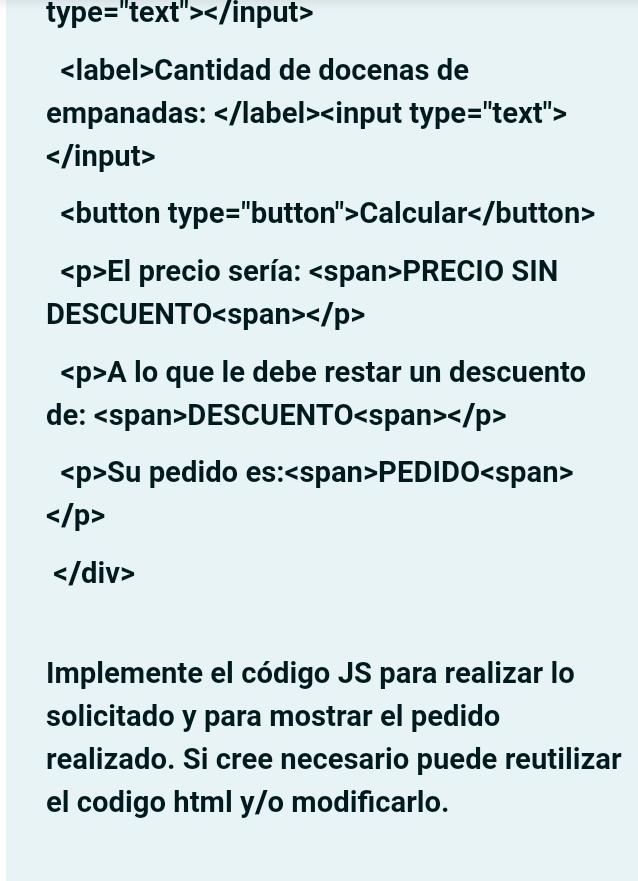 type="text"></input>
<label>Cantidad de docenas de
empanadas: </label><input type="text">
</input>
<button type="button">Calcular</button>
<p>El precio sería: <span>PRECIO SIN
DESCUENTO<span></p>
<p>A lo que le debe restar un descuento
de: <span>DESCUENTO<span></p>
<p>Su pedido es:<span>PEDIDO<span>
</p>
</div>
Implemente el código JS para realizar lo
solicitado y para mostrar el pedido
realizado. Si cree necesario puede reutilizar
el codigo html y/o modificarlo.